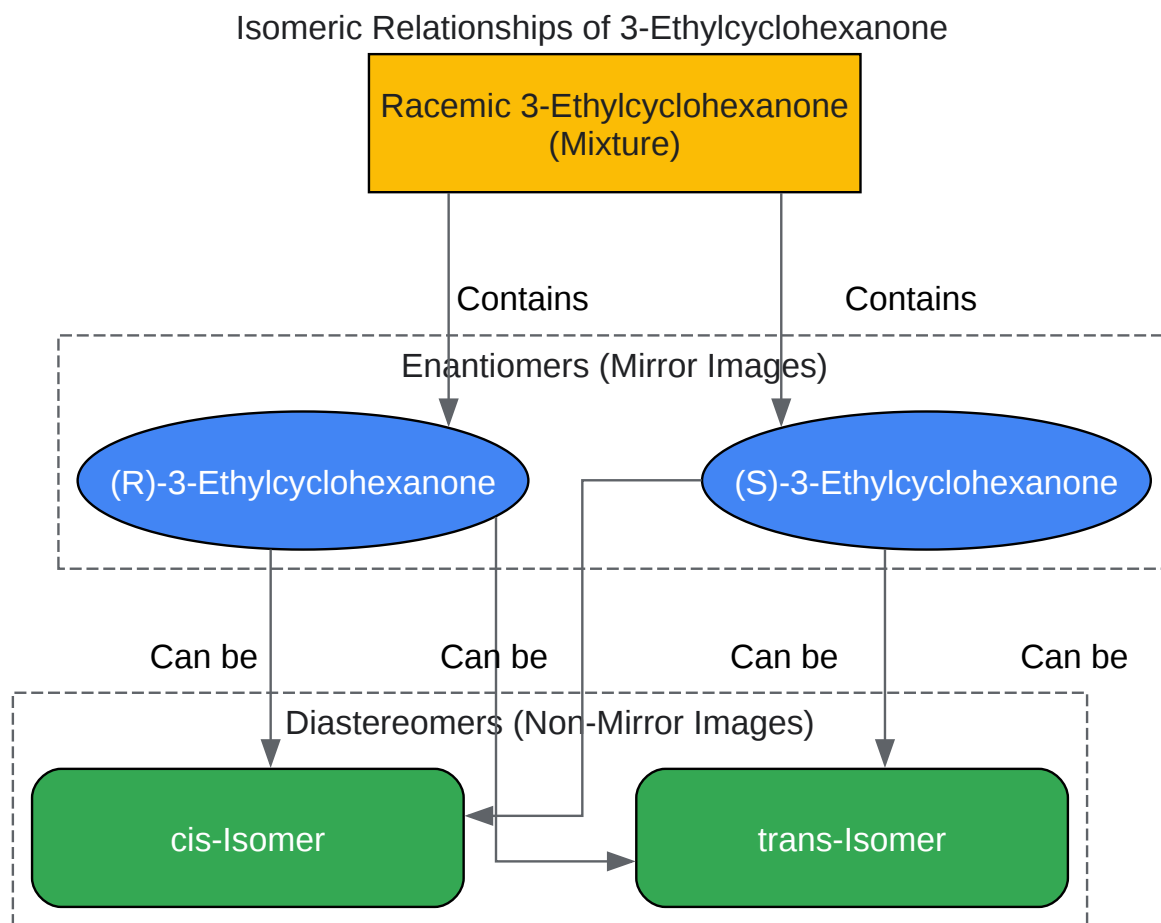 Isomeric Relationships of 3-Ethylcyclohexanone
Racemic 3-Ethylcyclohexanone
(Mixture)
Contains
Contains
Enantiomers (Mirror Images)
(R)-3-Ethylcyclohexanone
(S)-3-Ethylcyclohexanone
Can be
Can be
Can be
Can be
Diastereomers (Non-Mirror Images)
cis-Isomer
trans-Isomer